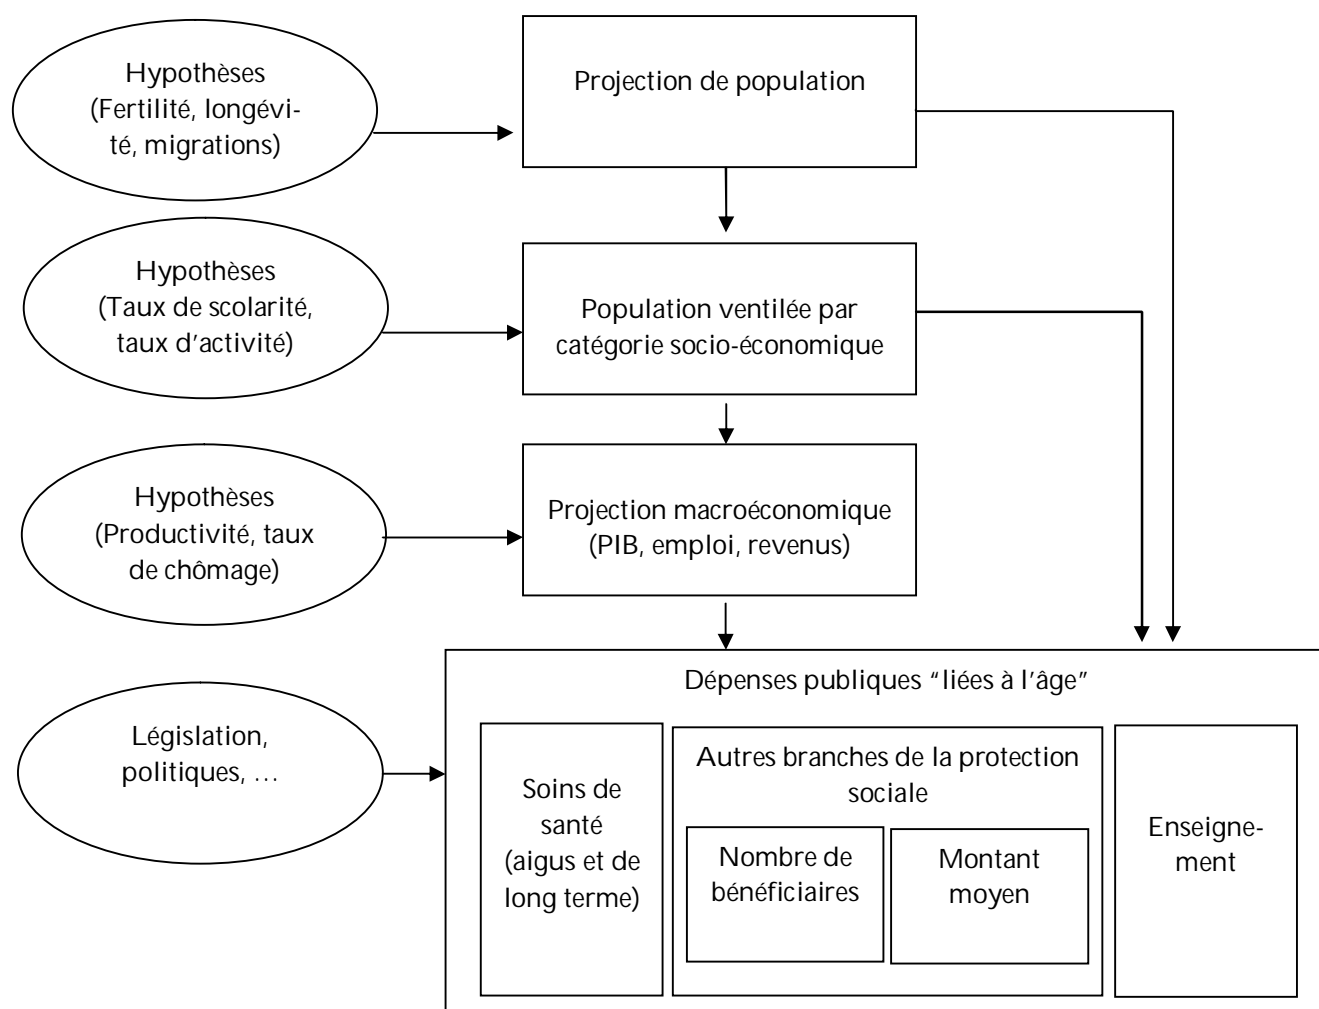 Hypothèses
(Fertilité, longévi-
té, migrations)
Projection de population
Hypothèses
(Taux de scolarité,
taux d’activité)
Population ventilée par
catégorie socio-économique
Hypothèses
(Productivité, taux
de chômage)
Projection macroéconomique
(PIB, emploi, revenus)
Législation,
politiques, …
Dépenses publiques “liées à l’âge”
Soins de
santé
(aigus et de
long terme)
Autres branches de la protection
sociale
Nombre de
bénéficiaires
Montant
moyen
Enseigne-
ment